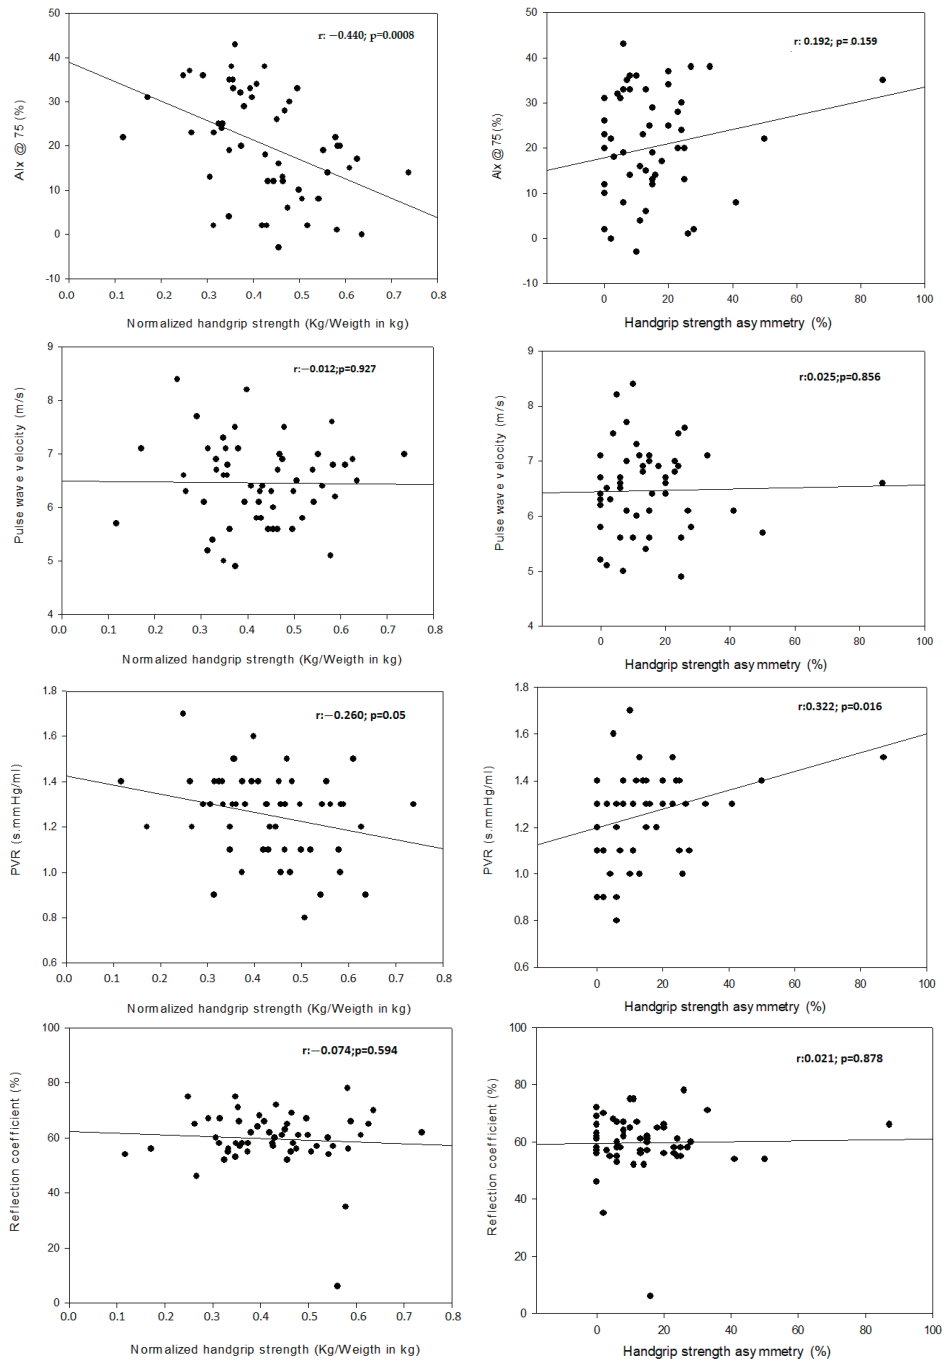 r: −0.440; p=0.0008
AIx @ 75 (%)
50
40
30
20
10
0
-10
0.0 0.1 0.2 0.3 0.4 0.5 0.6 0.7 0.8
Normalized handgrip strength (Kg/Weigth in kg)
r: 0.192; p= .0.159
AIx @ 75 (%)
50
40
30
20
10
0
-10
0 20 40 60 80 100
Handgrip strength asymmetry (%)
r:−0.012;p=0.927
Pulse wave velocity (m/s)
9
8
7
6
5
4
0.0 0.1 0.2 0.3 0.4 0.5 0.6 0.7 0.8
Normalized handgrip strength (Kg/Weigth in kg)
r:0.025;p=0.856
Pulse wave velocity (m/s)
9
8
7
6
5
4
0 20 40 60 80 100
Handgrip strength asymmetry (%)
r:−0.260; p=0.05
PVR (s.mmHg/ml)
1.8
1.6
1.4
1.2
1.0
0.8
0.6
0.0 0.1 0.2 0.3 0.4 0.5 0.6 0.7 0.8
Normalized handgrip strength (Kg/Weigth in kg)
r:0.322; p=0.016
PVR (s.mmHg/ml)
1.8
1.6
1.4
1.2
1.0
0.8
0.6
0 20 40 60 80 100
Handgrip strength asymmetry (%)
r:−0.074;p=0.594
Reflection coefficient (%)
100
80
60
40
20
0
0.0 0.1 0.2 0.3 0.4 0.5 0.6 0.7 0.8
Normalized handgrip strength (Kg/Weigth in kg)
r:0.021; p=0.878
Reflection coefficient (%)
100
80
60
40
20
0
0 20 40 60 80 100
Handgrip strength asymmetry (%)